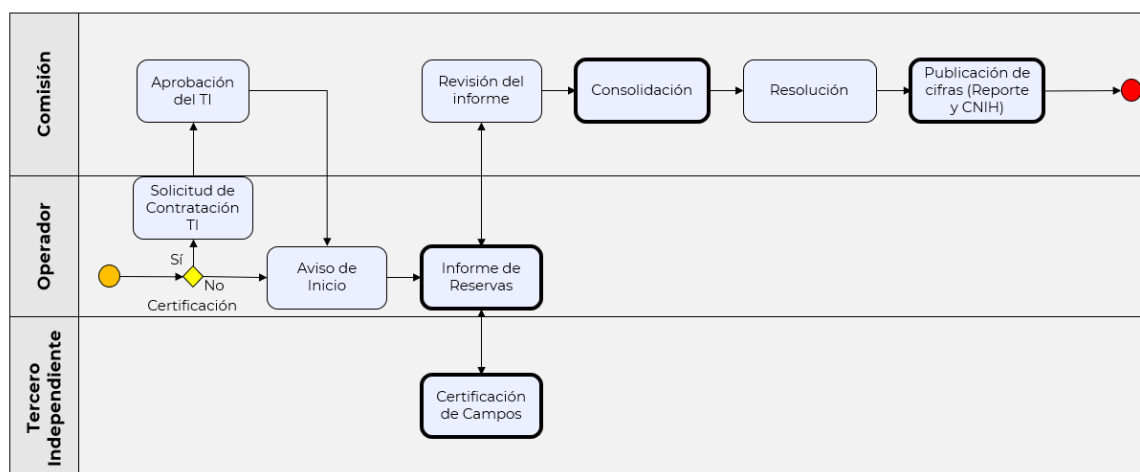 Comisión
Aprobación
del TI
Revisión del
informe
Consolidación
Resolución
Publicación de
cifras (Reporte
y CNIH)
Operador
Solicitud de
Contratación
TI
Sí
No
Certificación
Aviso de
Inicio
Informe de
Reservas
Tercero
Independiente
Certificación
de Campos